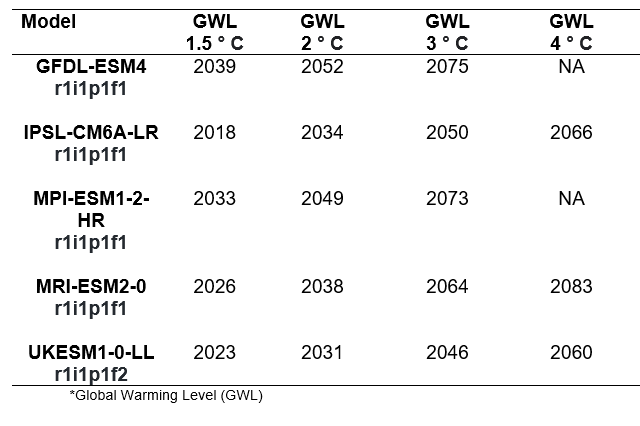 Model GWL GWL GWL GWL
1.5 ° C 2 ° C 3 ° C 4 ° C
GFDL-ESM4 2039 2052 2075 NA
r1i1p1f1
IPSL-CM6A-LR 2018 2034 2050 2066
r1i1p1f1
MPI-ESM1-2- 2033 2049 2073 NA
HR
r1i1p1f1
MRI-ESM2-0 2026 2038 2064 2083
r1i1p1f1
UKESM1-0-LL 2023 2031 2046 2060
r1i1p1f2
*Global Warming Level (GWL)